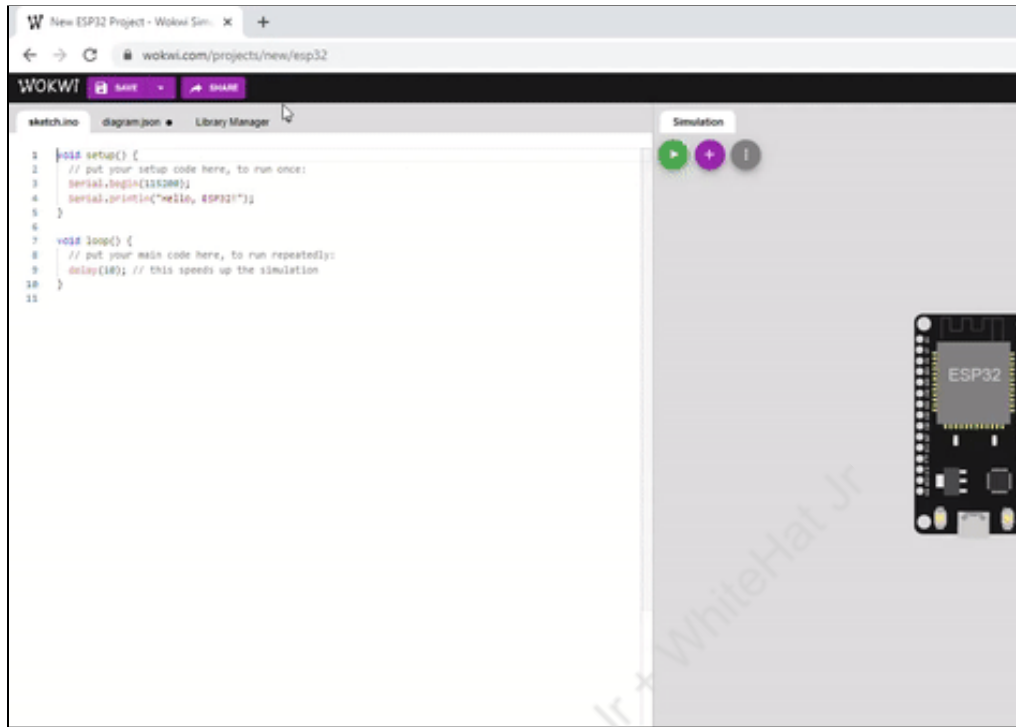 New ESP32 Project - Wokwi Sim
wokwi.com/projects/new/esp32
WOKWI SAVE SHARE
sketch.ino diagram.json Library Manager
Simulation
1 void setup() {
2 // put your setup code here, to run once:
3 Serial.begin(115200);
4 Serial.println("Hello, ESP32!");
5 }
6
7 void loop() {
8 // put your main code here, to run repeatedly:
9 delay(10); // this speeds up the simulation
10 }
11
ESP32
Jr + WhiteHat Jr